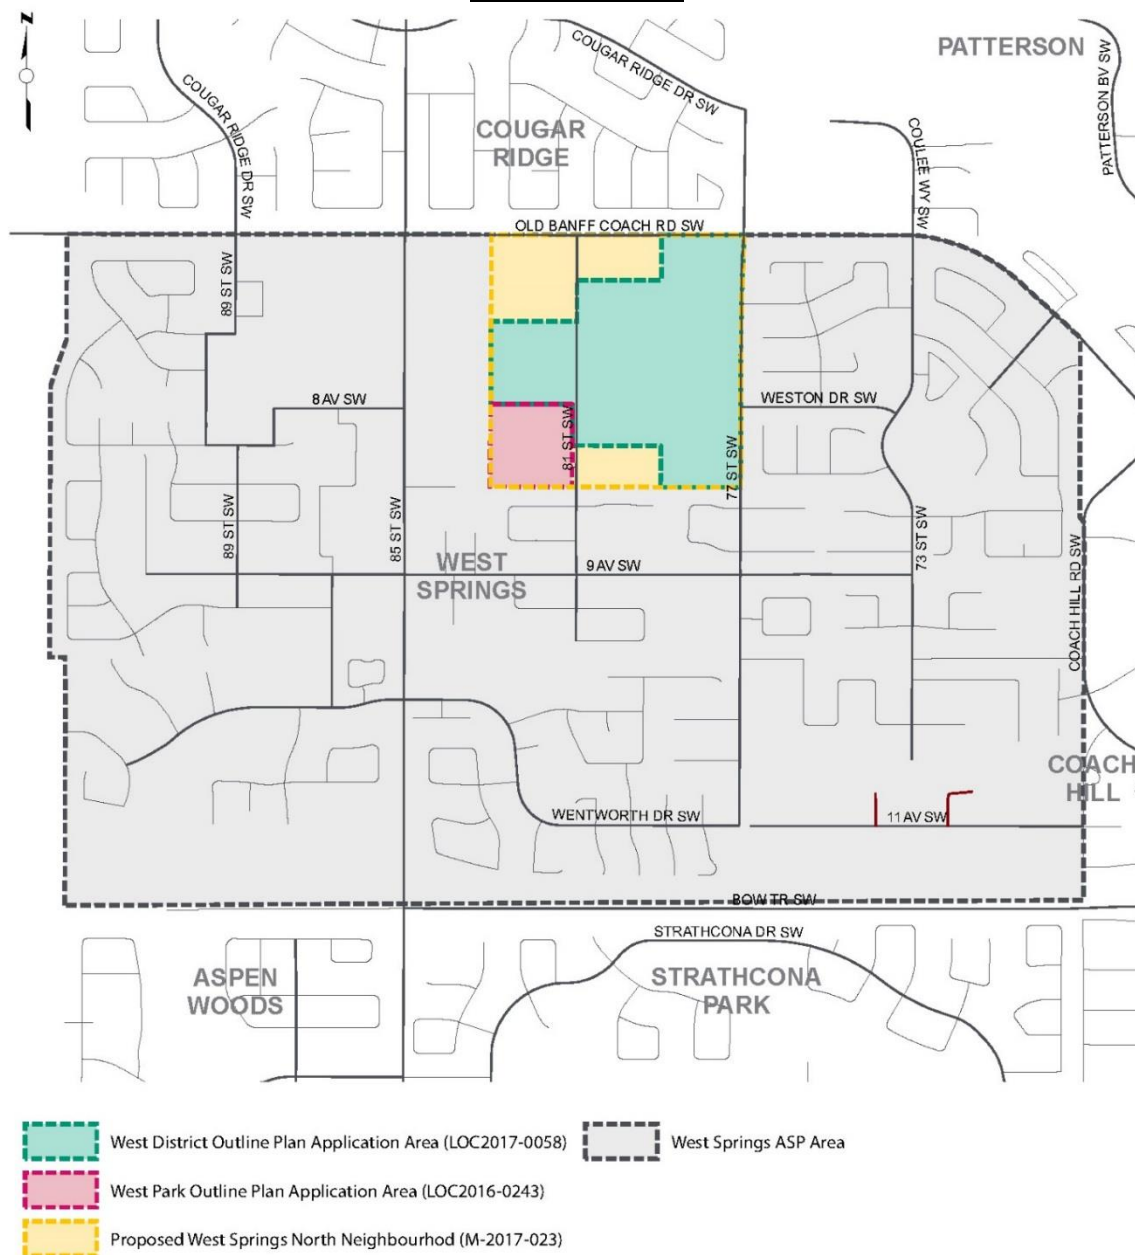 N
PATTERSON
COUGAR RIDGE DR SW
COUGAR RIDGE DR SW
COUGAR
RIDGE
COULEE WY SW
PATTERSON BV SW
OLD BANFF COACH RD SW
89 ST SW
8 AV SW
81 ST SW
WESTON DR SW
77 ST SW
85 ST SW
89 ST SW
73 ST SW
WEST
SPRINGS
9 AV SW
COACH HILL RD SW
COACH
HILL
WENTWORTH DR SW
11 AV SW
BOW TR SW
STRATHCONA DR SW
ASPEN
WOODS
STRATHCONA
PARK
West District Outline Plan Application Area (LOC2017-0058)
West Springs ASP Area
West Park Outline Plan Application Area (LOC2016-0243)
Proposed West Springs North Neighbourhod (M-2017-023)